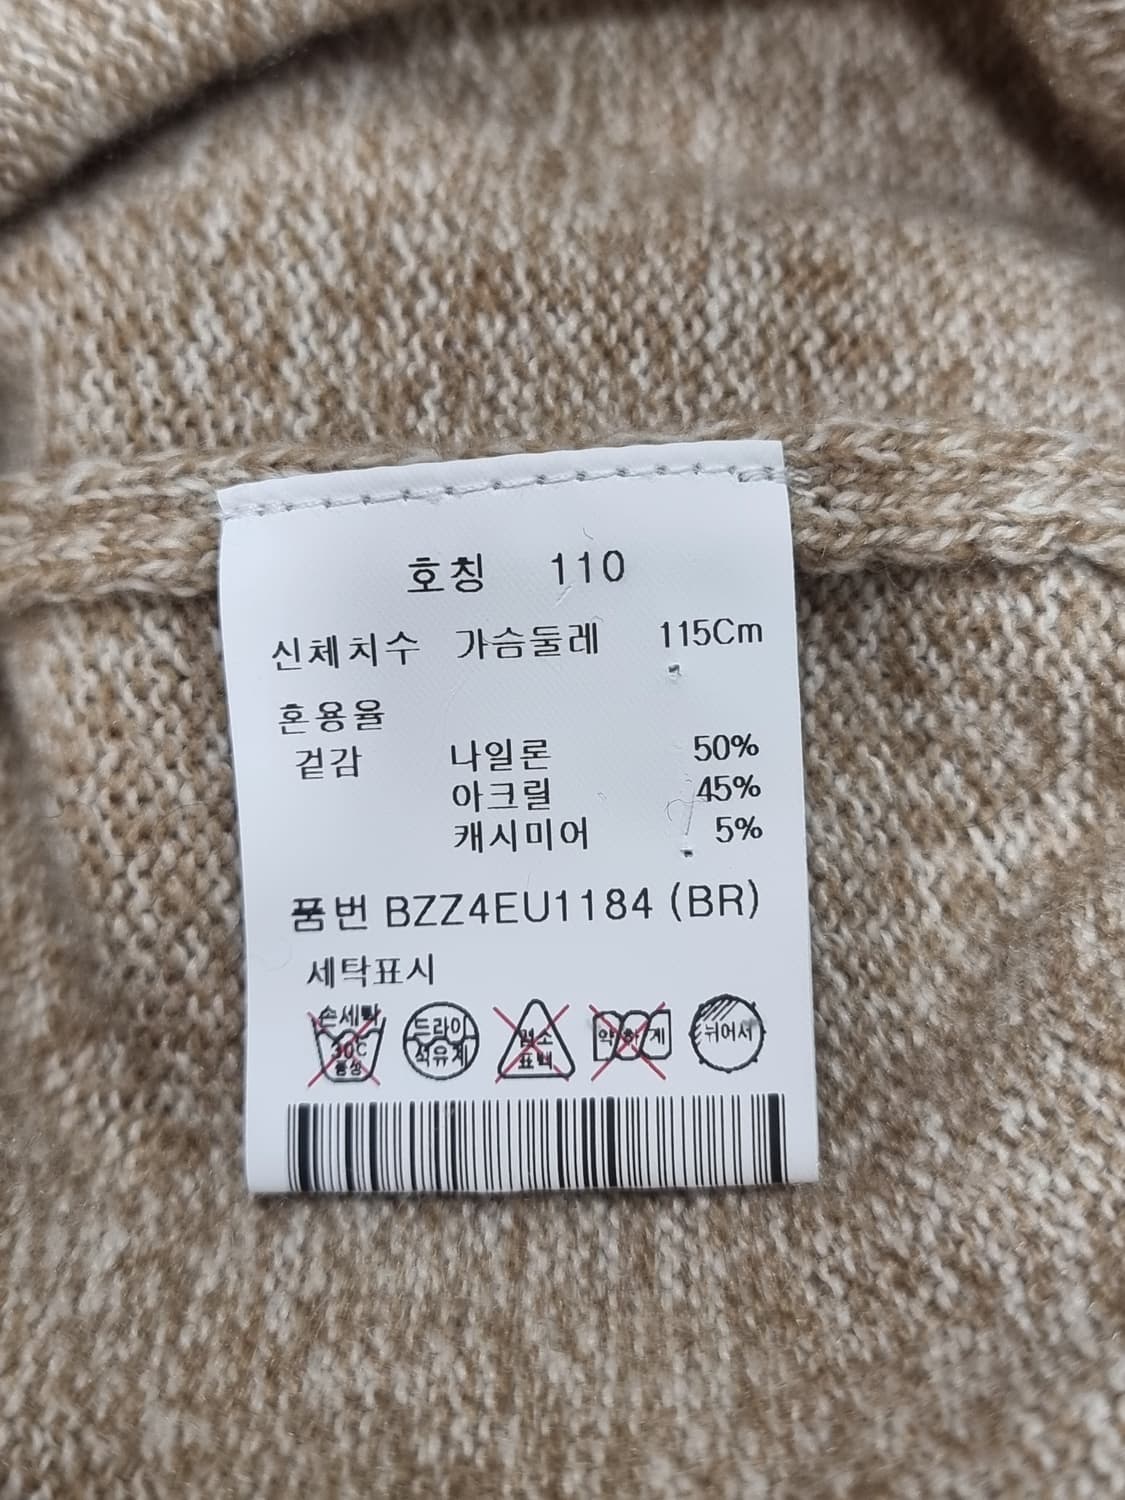 호칭 110
신체치수 가슴둘레 115Cm
혼용율
겉감 나일론 50%
아크릴 45%
캐시미어 5%
품번 BZZ4EU1184 (BR)
세탁표시
손세탁 30℃ 중성
드라이 석유계
염소 표백
약하게
뉘어서